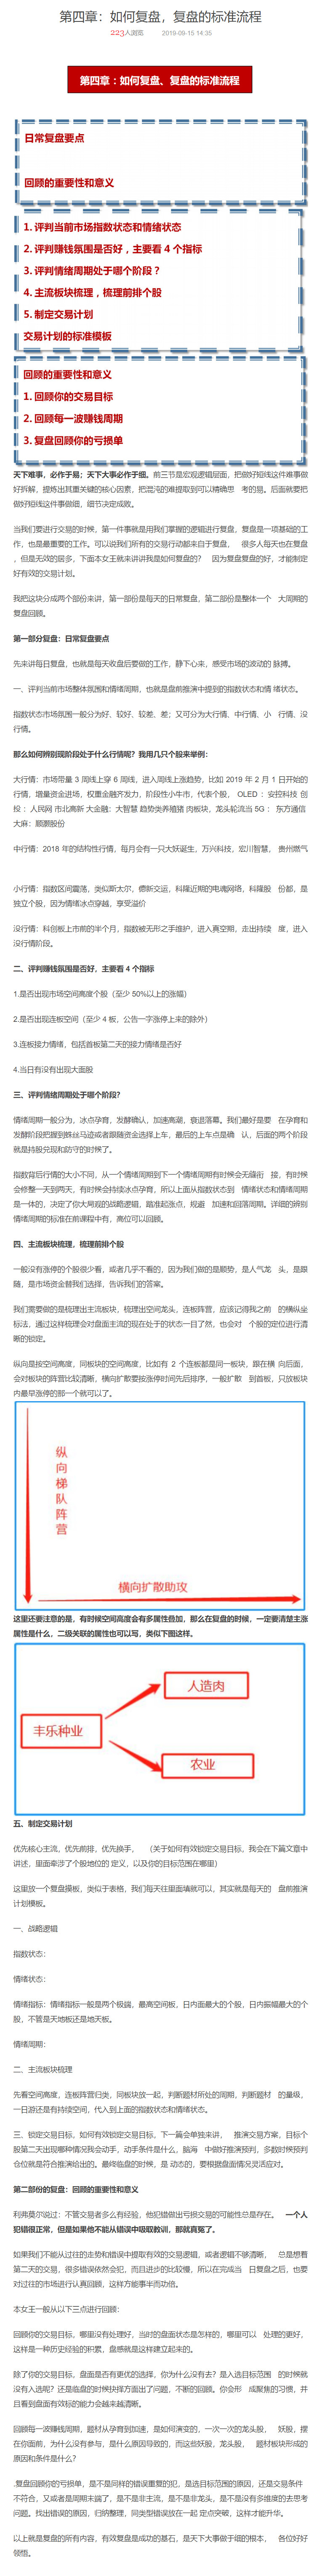 第四章：如何复盘，复盘的标准流程
223人浏览 2019-09-15 14:35
第四章：如何复盘、复盘的标准流程
日常复盘要点
回顾的重要性和意义
1. 评判当前市场指数状态和情绪状态
2. 评判赚钱氛围是否好，主要看 4 个指标
3. 评判情绪周期处于哪个阶段？
4. 主流板块梳理，梳理前排个股
5. 制定交易计划
交易计划的标准模板
回顾的重要性和意义
1. 回顾你的交易目标
2. 回顾每一波赚钱周期
3. 复盘回顾你的亏损单
天下难事，必作于易；天下大事必作于细。前三节是宏观逻辑层面，把做好短线这件难事做
好拆解，提炼出其重关键的核心因素，把混沌的难提取到可以精确思 考的易。后面就要把
做好短线这件事做细，细节决定成败。
当我们要进行交易的时候，第一件事就是用我们掌握的逻辑进行复盘，复盘是一项基础的工
作，也是最重要的工作。可以说我们所有的交易行动都来自于复盘， 很多人每天也在复盘
，但是无效的居多，下面本女王就来讲讲我是如何复盘的？ 因为复盘复盘的好，才能制定
好有效的交易计划。
我把这块分成两个部份来讲，第一部份是每天的日常复盘，第二部份是整体一个 大周期的
复盘回顾。
第一部分复盘：日常复盘要点
先来讲每日复盘，也就是每天收盘后要做的工作，静下心来，感受市场的波动的 脉搏。
一、评判当前市场整体氛围和情绪周期，也就是盘前推演中提到的指数状态和情 绪状态。
指数状态市场氛围一般分为好、较好、较差、差；又可分为大行情、中行情、小 行情、没
行情。
那么如何辨别现阶段处于什么行情呢？我用几只个股来举例：
大行情：市场带量 3 周线上穿 6 周线，进入周线上涨趋势，比如 2019 年 2 月 1 日开始的
行情，增量资金进场，权重金融齐发力，阶段性小牛市，代表个股， OLED ：安控科技 创
投 ：人民网 市北高新 大金融：大智慧 趋势类养殖猪 肉板块，龙头轮流当 5G ： 东方通信
大麻：顺灏股份
中行情：2018 年的结构性行情，每月会有一只大妖诞生，万兴科技，宏川智慧， 贵州燃气
小行情：指数区间震荡，类似斯太尔，德新交运，科隆近期的电魂网络，科隆股 份都，是
独立个股，因为情绪冰点穿越，享受溢价
没行情：科创板上市前的半个月，指数被无形之手维护，进入真空期，走出持续 度，进入
没行情阶段。
二、评判赚钱氛围是否好，主要看 4 个指标
1.是否出现市场空间高度个股（至少 50%以上的涨幅）
2.是否出现连板空间（至少 4 板，公告一字涨停上来的除外）
3.连板接力情绪，包括首板第二天的接力情绪是否好
4.当日有没有出现大面股
三、评判情绪周期处于哪个阶段？
情绪周期一般分为，冰点孕育，发酵确认，加速高潮，衰退落幕。我们最好是要 在孕育和
发酵阶段把握到蛛丝马迹或者跟随资金选择上车，最后的上车点是确 认，后面的两个阶段
就是持股兑现和防守的时候了。
指数背后行情的大小不同，从一个情绪周期到下一个情绪周期有时候会无缝衔 接，有时候
会修整一天到两天，有时候会持续冰点孕育，所以上面从指数状态到 情绪状态和情绪周期
是一体的，决定了你大局观的战略逻辑，踏准起涨点，规避 加速和回落周期。详细的辨别
情绪周期的标准在前课程中有，高位可以回顾。
四、主流板块梳理，梳理前排个股
一般没有涨停的个股很少看，或者几乎不看的，因为我们做的是顺势，是人气龙 头，是跟
随，是市场资金替我们选择，告诉我们的答案。
我们需要做的是梳理出主流板块，梳理出空间龙头，连板阵营，应该记得我之前 的横纵坐
标法，通过这样梳理会对盘面主流的现在处于的状态一目了然，也会对 个股的定位进行清
晰的锁定。
纵向是按空间高度，同板块的空间高度，比如有 2 个连板都是同一板块，跟在横 向后面，
会对板块的阵营比较清晰，横向扩散要按涨停时间先后排序，一般扩散 到首板，只放板块
内最早涨停的那一个就可以了。
纵
向
梯
队
阵
营
横向扩散助攻
这里还要注意的是，有时候空间高度会有多属性叠加，那么在复盘的时候，一定要清楚主涨
属性是什么，二级关联的属性也可以写，类似下图这样。
丰乐种业
人造肉
农业
五、制定交易计划
优先核心主流，优先前排，优先换手， （关于如何有效锁定交易目标，我会在下篇文章中
讲述，里面牵涉了个股地位的 定义，以及你的目标范围在哪里）
这里放一个复盘摸板，类似于表格，我们每天往里面填就可以，其实就是每天的 盘前推演
计划模板。
一、战略逻辑
指数状态：
情绪状态：
情绪指标：情绪指标一般是两个极端，最高空间板，日内面最大的个股，日内振幅最大的个
股，不管是天地板还是地天板。
情绪周期：
二、主流板块梳理
先看空间高度，连板阵营归类，同板块放一起，判断题材所处的周期，判断题材 的量级，
一日游还是有持续空间，代入到上面的指数状态和情绪状态。
三、锁定交易目标，如何有效锁定交易目标，下一篇会单独来讲， 推演交易方案，目标个
股第二天出现哪种情况我会动手，动手条件是什么，脑海 中做好推演预判，多数时候预判
仓位就是符合推演给出的。最终临盘的时候，是 动态的，要根据盘面情况灵活应对。
第二部份的复盘：回顾的重要性和意义
利弗莫尔说过：不管交易者多么有经验，他犯错做出亏损交易的可能性总是存在。 一个人
犯错很正常，但是如果他不能从错误中吸取教训，那就真冤了。
如果我们不能从过往的走势和错误中提取有效的交易逻辑，或者逻辑不够清晰， 总是想看
第二天的交易，很多错误依然会犯，而且进步的比较慢，所以在完成当 日复盘之后，也要
对过往的市场进行认真回顾，这样方能事半而功倍。
本女王一般从以下三点进行回顾：
回顾你的交易目标，哪里没有处理好，当时的盘面状态是怎样的，哪里可以 处理的更好，
这样是一种历史经验的积累，盘感就是这样建立起来的。
除了你的交易目标，盘面是否有更优的选择，你为什么没有去？是入选目标范围 的时候就
没有入选呢？还是临盘的时候抉择方面出了问题，不断的回顾。你会形 成聚焦的习惯，并
且看到盘面有效标的能力会越来越清晰。
回顾每一波赚钱周期，题材从孕育到加速，是如何演变的，一次一次的龙头股， 妖股，摆
在你面前，为什么没有参与，是什么原因导致的，而这些妖股，龙头股， 题材板块形成的
原因和条件是什么？
.复盘回顾你的亏损单，是不是同样的错误重复的犯，是选目标范围的原因，还是交易条件
不符合，又或者是周期末端了，是不是非主流，是不是非龙头，是不是没有多维度的去思考
问题。找出错误的原因，归纳整理，同类型错误放在一起 定点突破，这样才能升华。
以上就是复盘的所有内容，有效复盘是成功的基石，是天下大事做于细的根本， 各位好好
领悟。